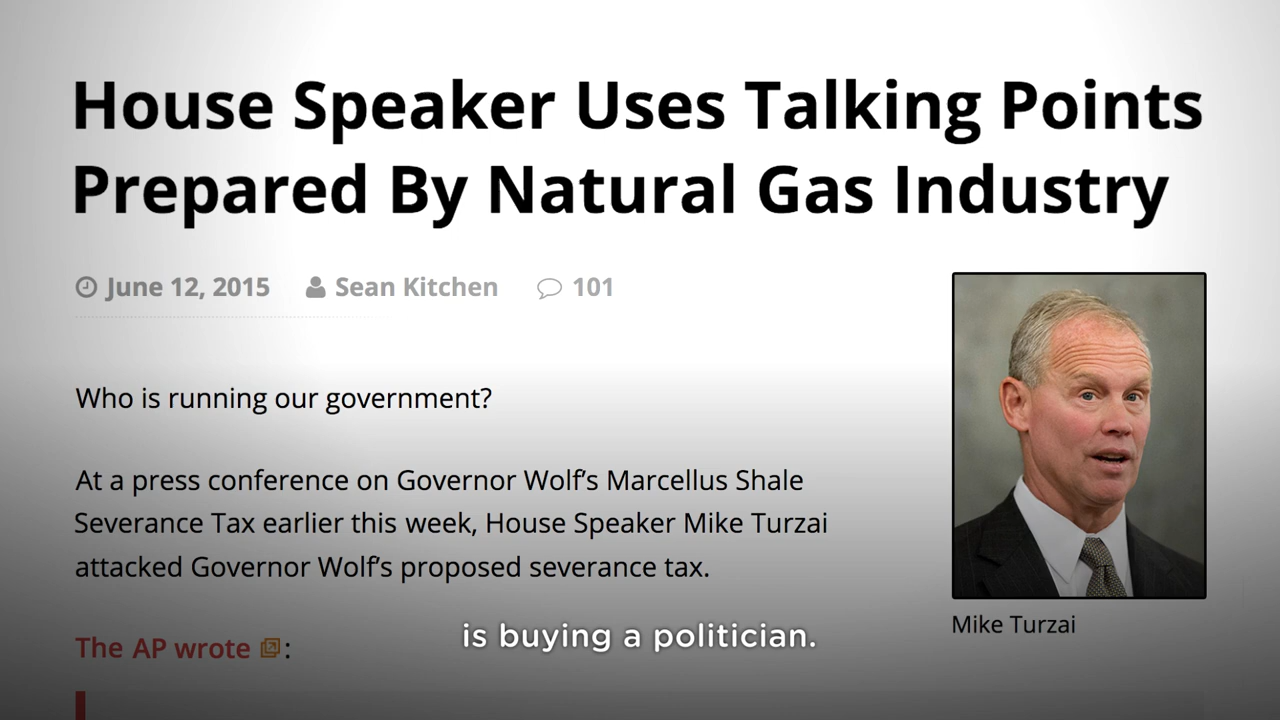 House Speaker Uses Talking Points
Prepared By Natural Gas Industry
June 12, 2015 Sean Kitchen 101
Who is running our government?
At a press conference on Governor Wolf’s Marcellus Shale
Severance Tax earlier this week, House Speaker Mike Turzai
attacked Governor Wolf’s proposed severance tax.
Mike Turzai
The AP wrote :
is buying a politician.